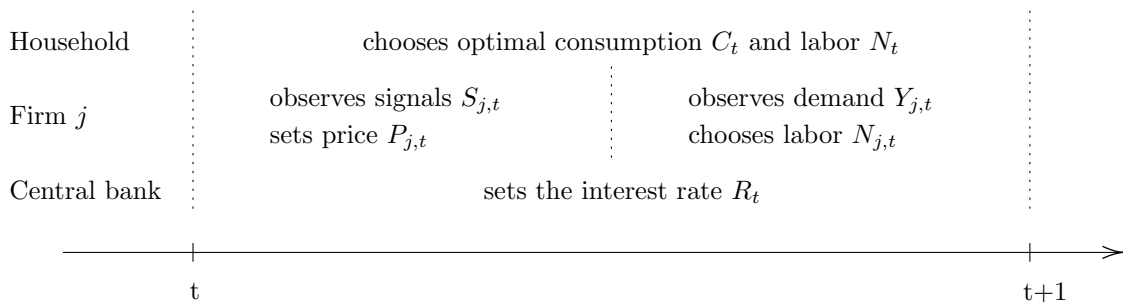 Household chooses optimal consumption $C_t$ and labor $N_t$
Firm $j$
observes signals $S_{j,t}$
sets price $P_{j,t}$
observes demand $Y_{j,t}$
chooses labor $N_{j,t}$
Central bank sets the interest rate $R_t$
t t+1